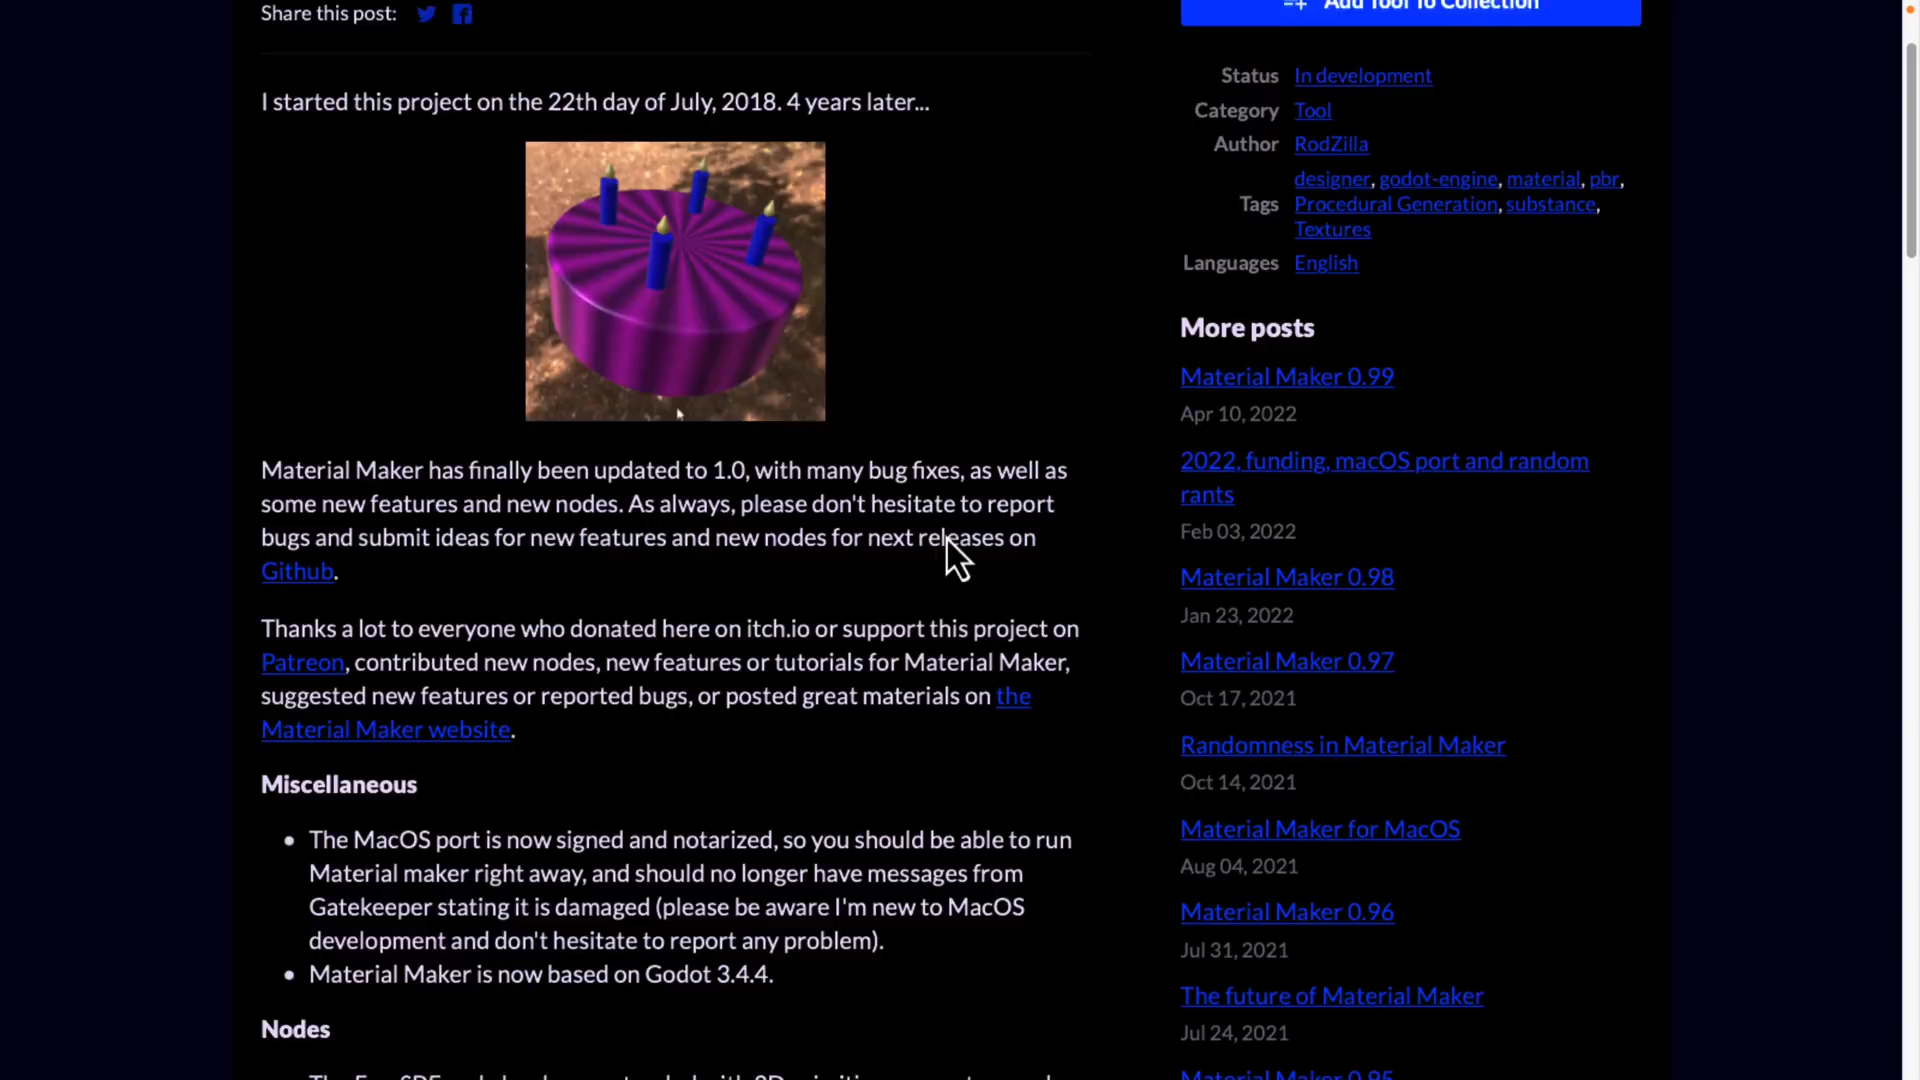 Share this post:
Add Tool To Collection
I started this project on the 22th day of July, 2018. 4 years later...
Material Maker has finally been updated to 1.0, with many bug fixes, as well as
some new features and new nodes. As always, please don't hesitate to report
bugs and submit ideas for new features and new nodes for next releases on
Github.
Thanks a lot to everyone who donated here on itch.io or support this project on
Patreon, contributed new nodes, new features or tutorials for Material Maker,
suggested new features or reported bugs, or posted great materials on the
Material Maker website.
Miscellaneous
• The MacOS port is now signed and notarized, so you should be able to run
Material maker right away, and should no longer have messages from
Gatekeeper stating it is damaged (please be aware I'm new to MacOS
development and don't hesitate to report any problem).
• Material Maker is now based on Godot 3.4.4.
Nodes
Status In development
Category Tool
Author RodZilla
Tags designer, godot-engine, material, pbr,
Procedural Generation, substance,
Textures
Languages English
More posts
Material Maker 0.99
Apr 10, 2022
2022, funding, macOS port and random
rants
Feb 03, 2022
Material Maker 0.98
Jan 23, 2022
Material Maker 0.97
Oct 17, 2021
Randomness in Material Maker
Oct 14, 2021
Material Maker for MacOS
Aug 04, 2021
Material Maker 0.96
Jul 31, 2021
The future of Material Maker
Jul 24, 2021
Material Maker 0.95